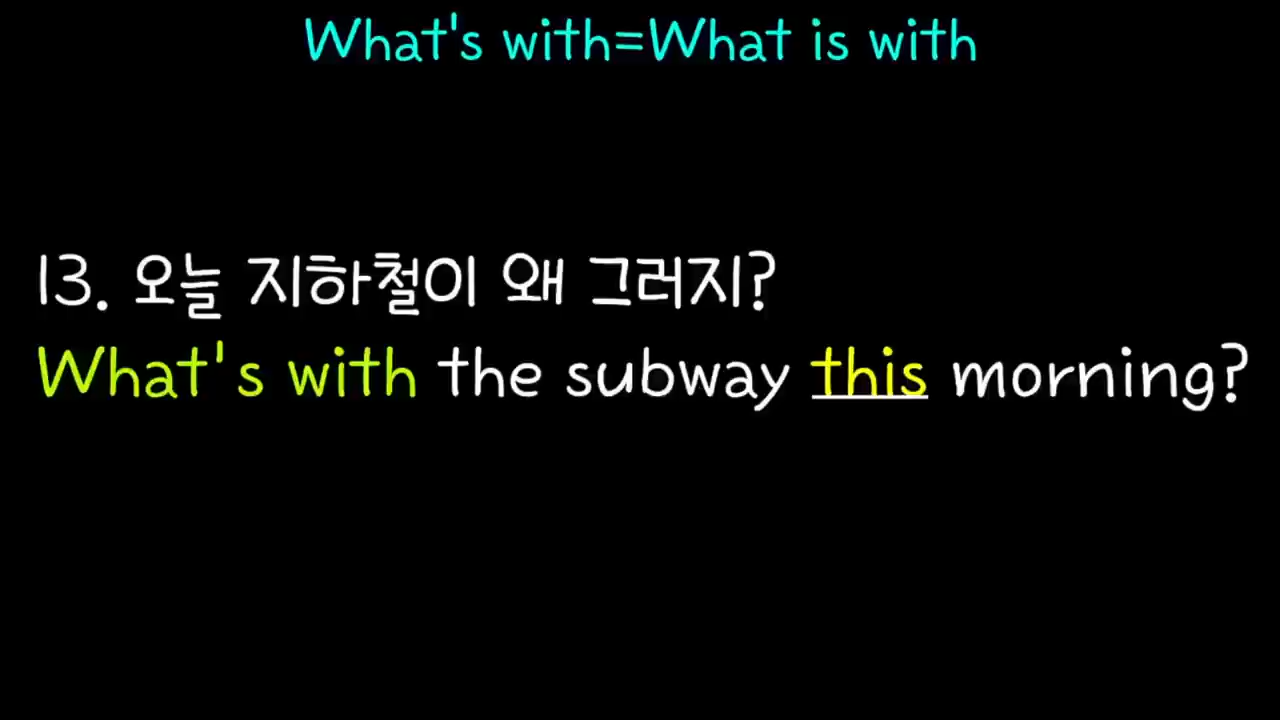 What's with=What is with
13. 오늘 지하철이 왜 그러지?
What's with the subway this morning?